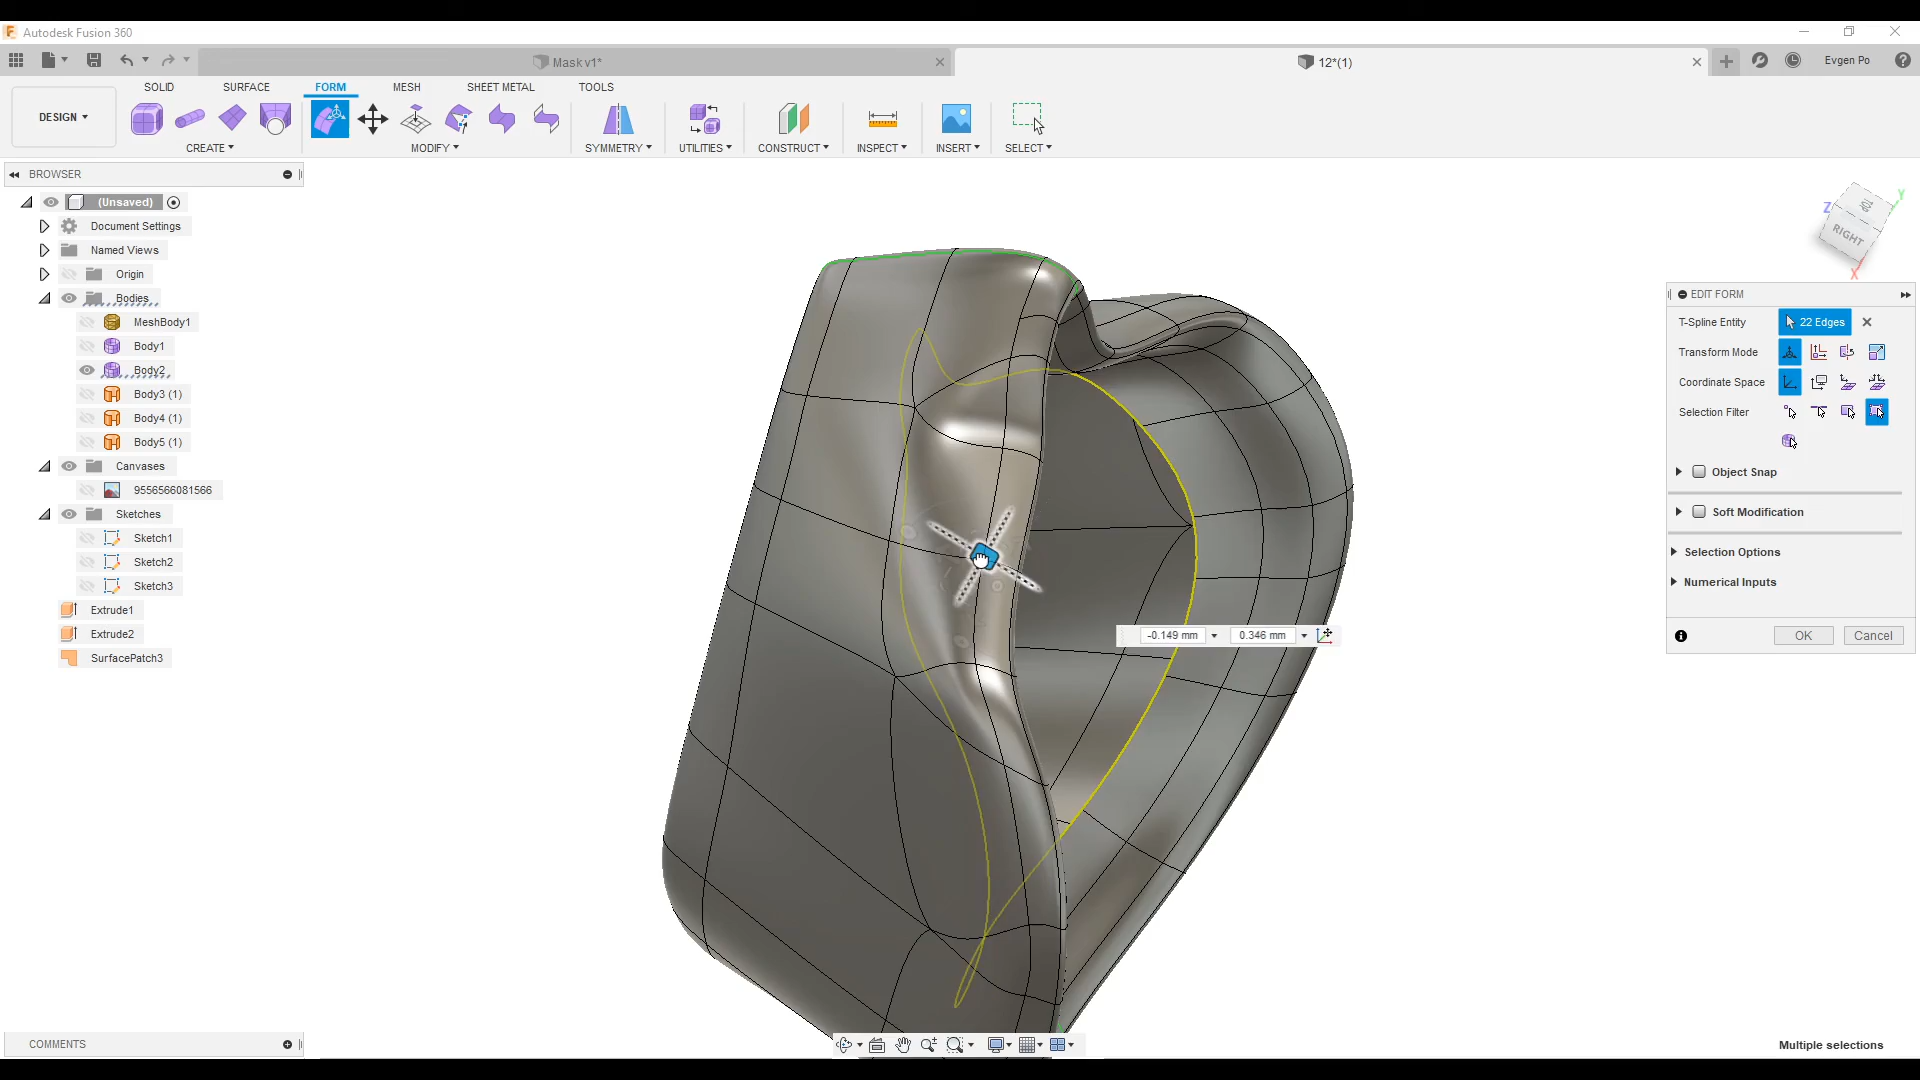 Autodesk Fusion 360
Mask v1*
12*(1)
Evgen Po
DESIGN
SOLID
SURFACE
FORM
MESH
SHEET METAL
TOOLS
CREATE
MODIFY
SYMMETRY
UTILITIES
CONSTRUCT
INSPECT
INSERT
SELECT
BROWSER
(Unsaved)
Document Settings
Named Views
Origin
Bodies
MeshBody1
Body1
Body2
Body3 (1)
Body4 (1)
Body5 (1)
Canvases
9556566081566
Sketches
Sketch1
Sketch2
Sketch3
Extrude1
Extrude2
SurfacePatch3
Z
Y
X
TOP
RIGHT
EDIT FORM
T-Spline Entity
22 Edges
Transform Mode
Coordinate Space
Selection Filter
Object Snap
Soft Modification
Selection Options
Numerical Inputs
OK
Cancel
-0.149 mm
0.346 mm
COMMENTS
Multiple selections